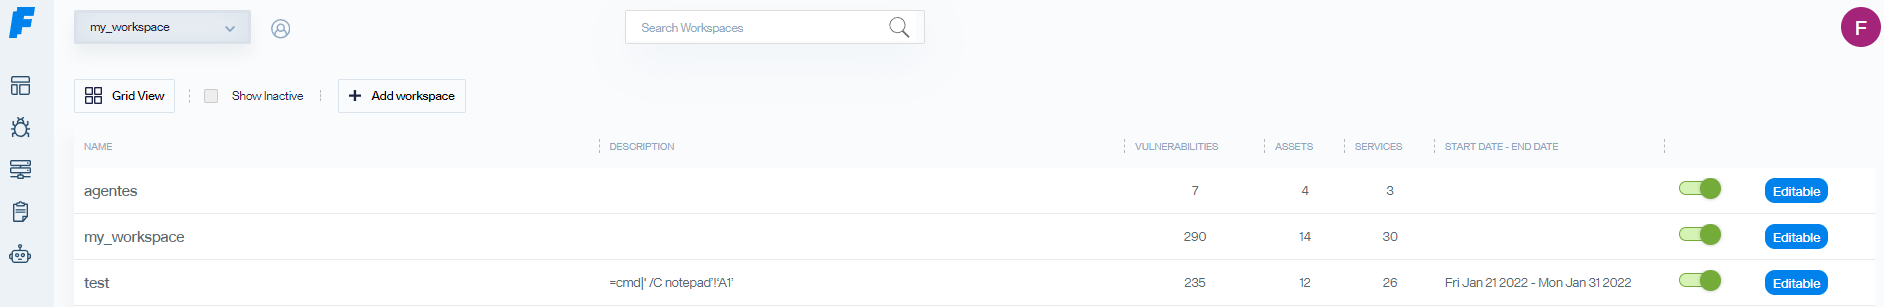 my_workspace
Search Workspaces
F
Grid View
Show Inactive
Add workspace
NAME DESCRIPTION VULNERABILITIES ASSETS SERVICES START DATE - END DATE
agentes 7 4 3 Editable
my_workspace 290 14 30 Editable
test =cmd|' /C notepad'!'A1' 235 12 26 Fri Jan 21 2022 - Mon Jan 31 2022 Editable